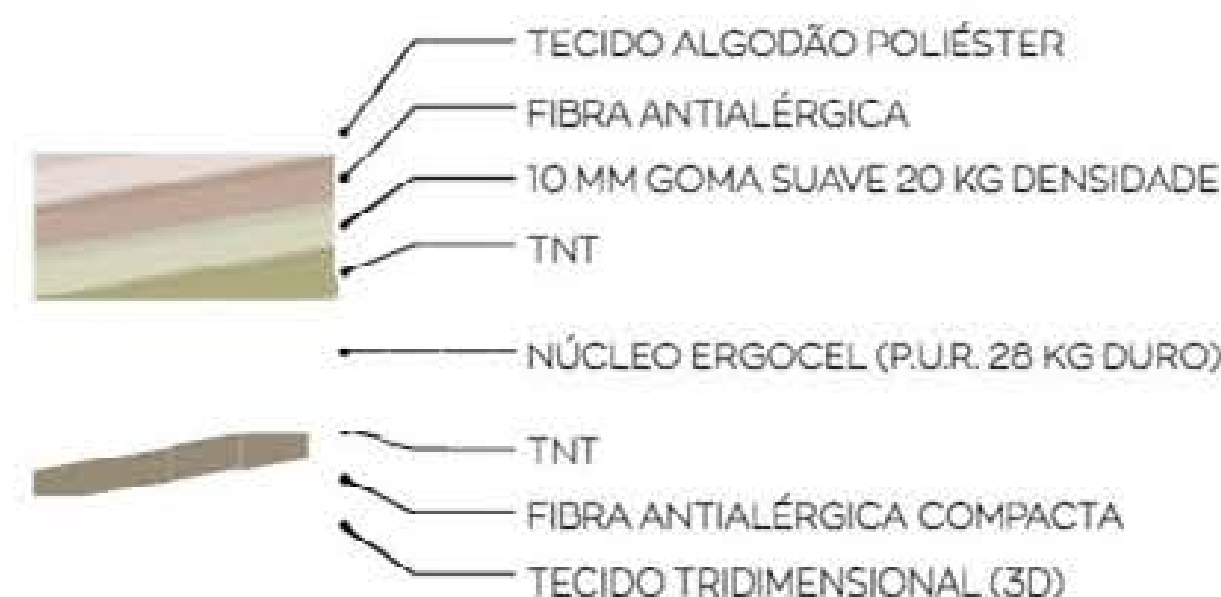 TECIDO ALGODÃO POLIÉSTER
FIBRA ANTIALÉRGICA
10 MM GOMA SUAVE 20 KG DENSIDADE
TNT
NÚCLEO ERGOCEL (P.U.R. 28 KG DURO)
TNT
FIBRA ANTIALÉRGICA COMPACTA
TECIDO TRIDIMENSIONAL (3D)